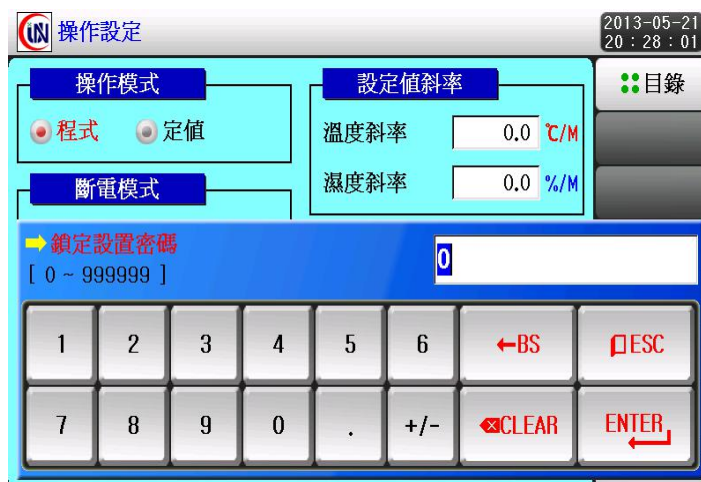 iN 操作設定
2013-05-21
20:28:01
操作模式
設定值斜率
目錄
程式 定值
溫度斜率 0.0 ℃/M
濕度斜率 0.0 %/M
斷電模式
鎖定設置密碼
0
[ 0 ~ 999999 ]
1 2 3 4 5 6 ←BS ESC
7 8 9 0 . +/- CLEAR ENTER